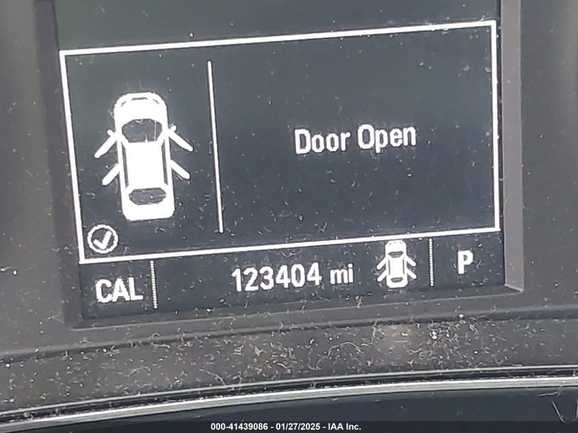 Door Open
CAL 123404 mi P
000-41439086 - 01/27/2025 - IAA Inc.